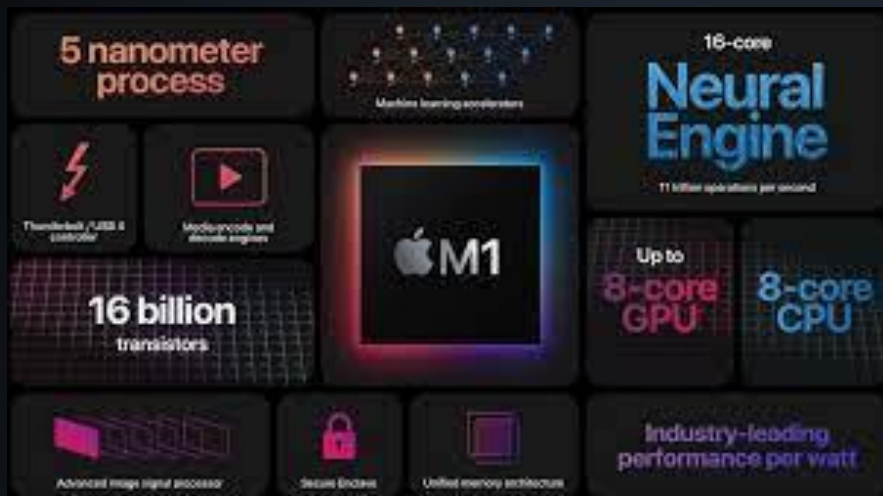 5 nanometer
process
Machine learning accelerators
16-core
Neural
Engine
11 trillion operations per second
Thunderbolt / USB 4
controller
Media encode and
decode engines
M1
Up to
8-core
GPU
8-core
CPU
16 billion
transistors
Advanced image signal processor
Secure Enclave
Unified memory architecture
Industry-leading
performance per watt